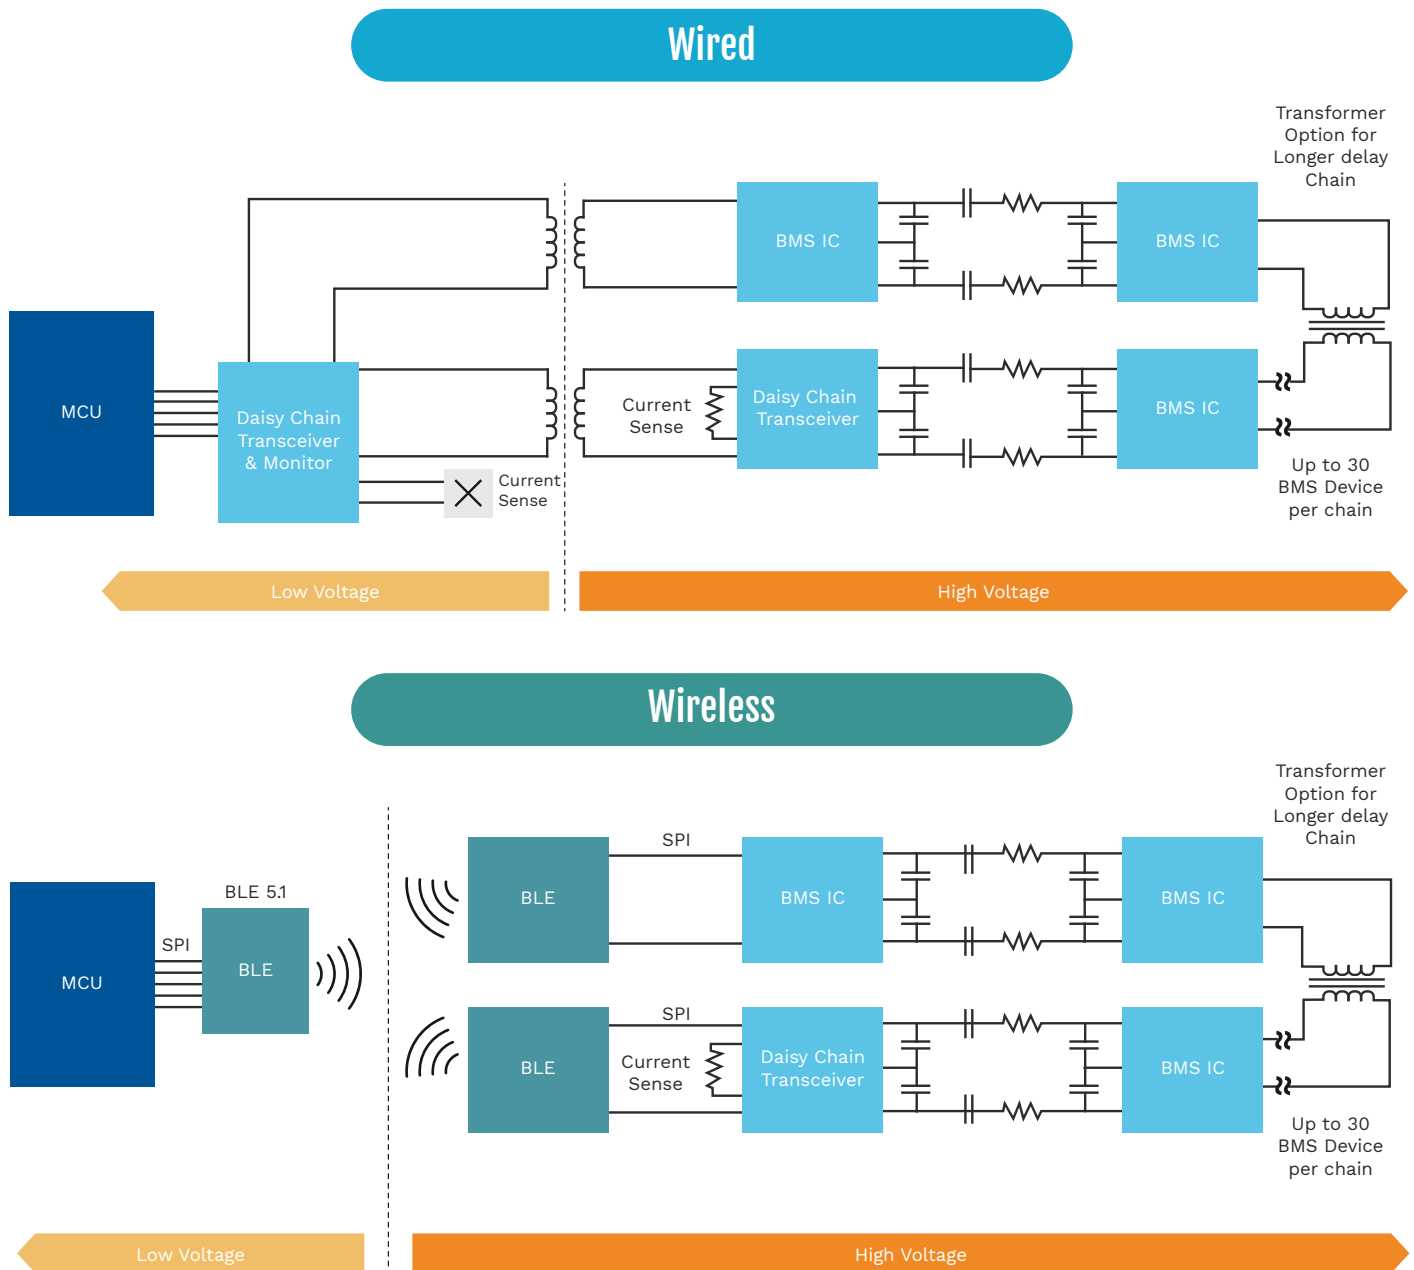 Wired
Transformer
Option for
Longer delay
Chain
BMS IC
BMS IC
MCU
Daisy Chain
Transceiver
& Monitor
Current
Sense
Daisy Chain
Transceiver
BMS IC
Current
Sense
Up to 30
BMS Device
per chain
Low Voltage
High Voltage
Wireless
Transformer
Option for
Longer delay
Chain
BLE
SPI
BMS IC
BMS IC
MCU
SPI
BLE 5.1
BLE
BLE
SPI
Current
Sense
Daisy Chain
Transceiver
BMS IC
Up to 30
BMS Device
per chain
Low Voltage
High Voltage